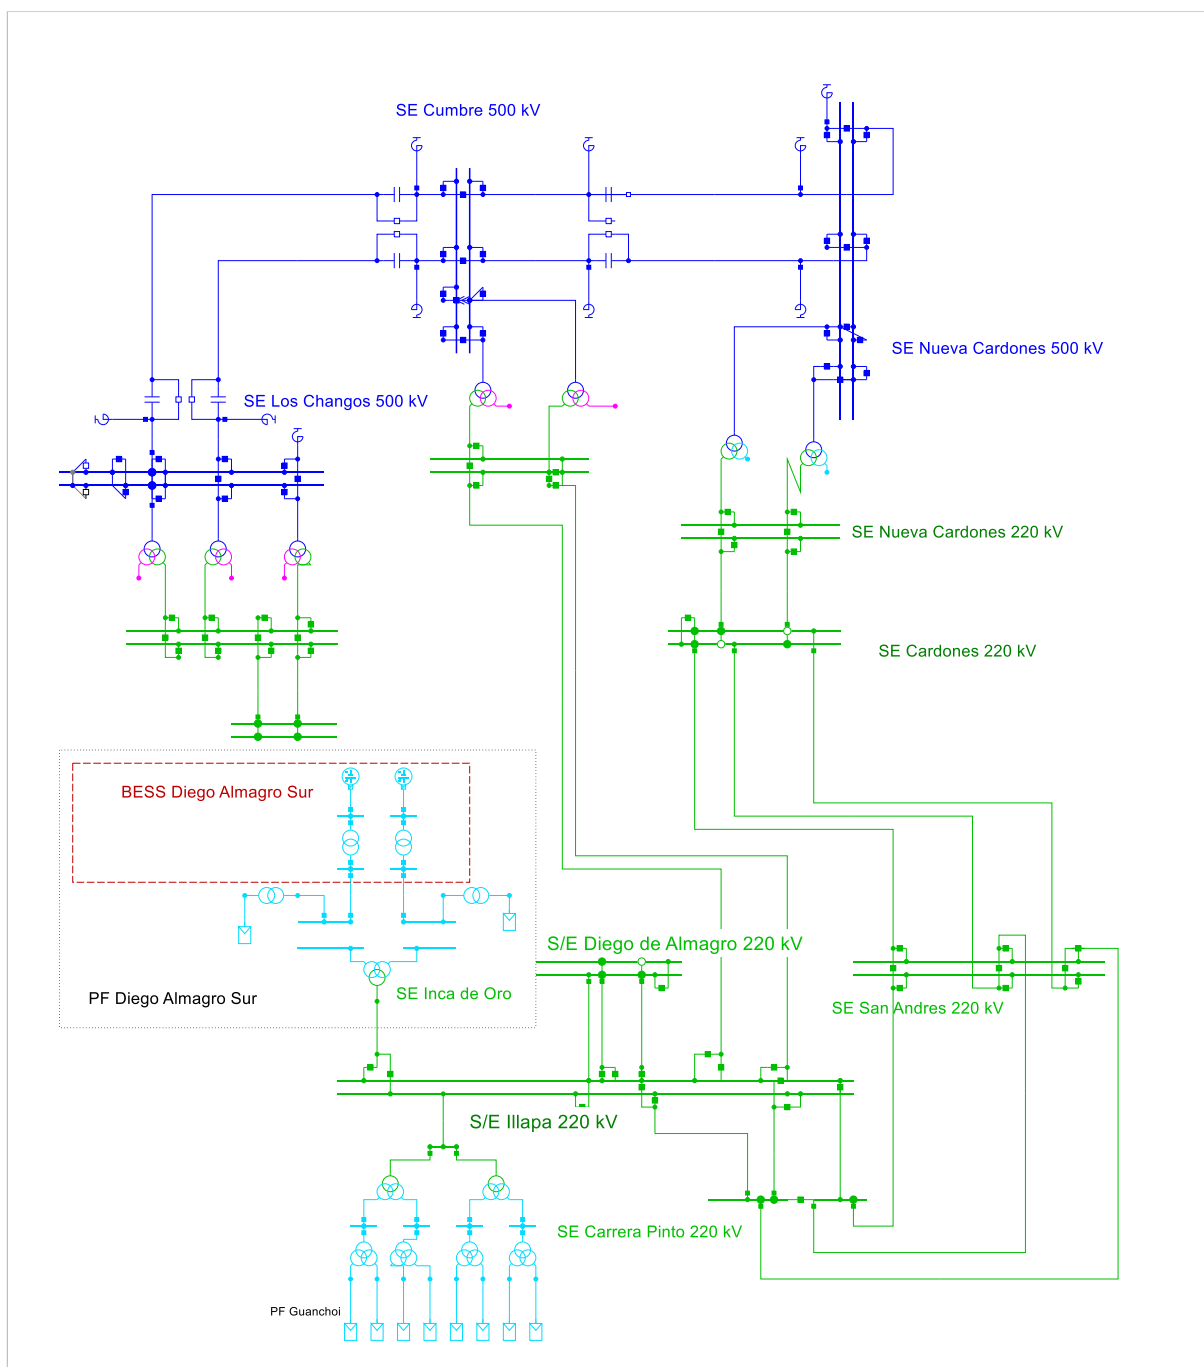 SE Cumbre 500 kV
SE Nueva Cardones 500 kV
SE Los Changos 500 kV
SE Nueva Cardones 220 kV
SE Cardones 220 kV
BESS Diego Almagro Sur
S/E Diego de Almagro 220 kV
SE Inca de Oro
PF Diego Almagro Sur
SE San Andres 220 kV
S/E Illapa 220 kV
SE Carrera Pinto 220 kV
PF Guanchoi